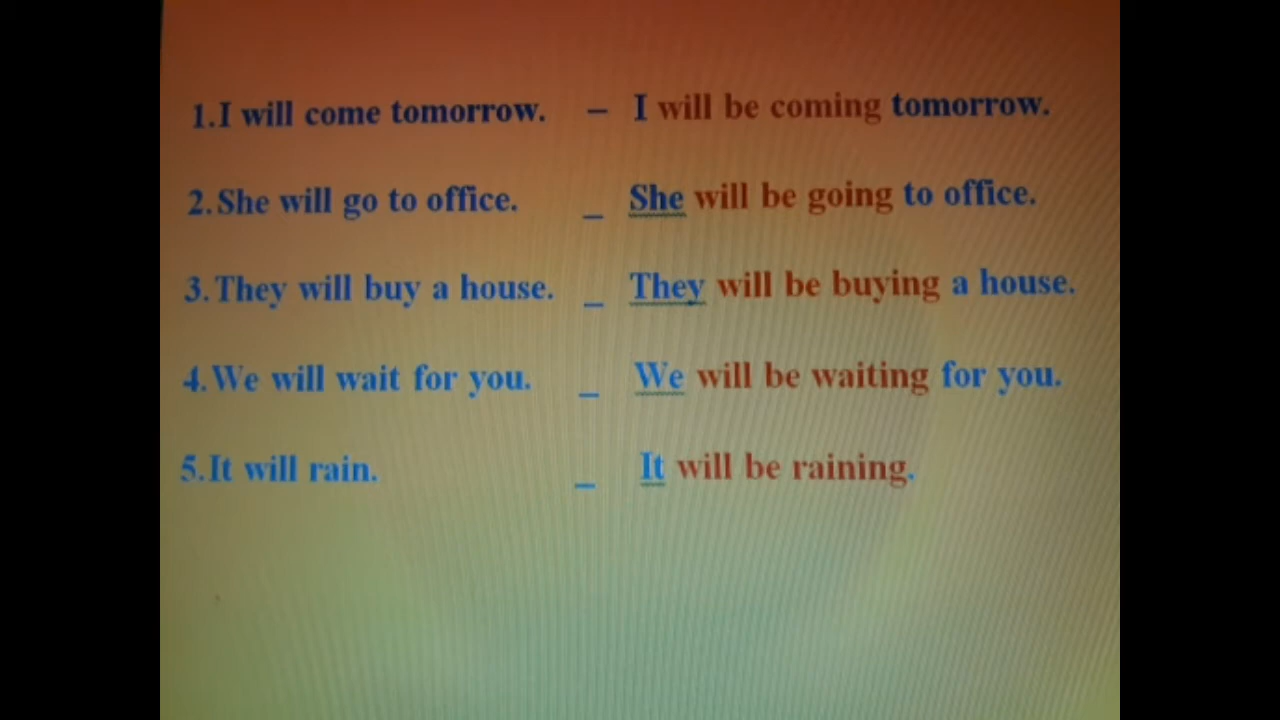 1.I will come tomorrow. – I will be coming tomorrow.
2.She will go to office. _ She will be going to office.
3.They will buy a house. _ They will be buying a house.
4.We will wait for you. _ We will be waiting for you.
5.It will rain. _ It will be raining.